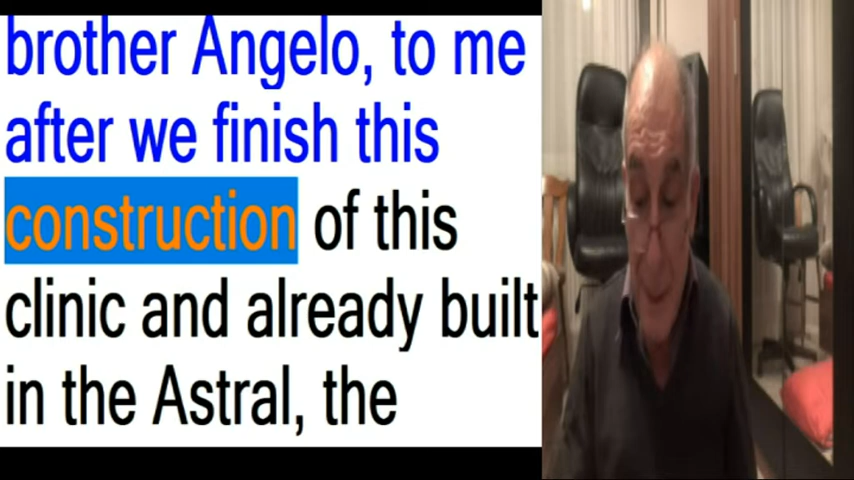 brother Angelo, to me
after we finish this
construction of this
clinic and already built
in the Astral, the